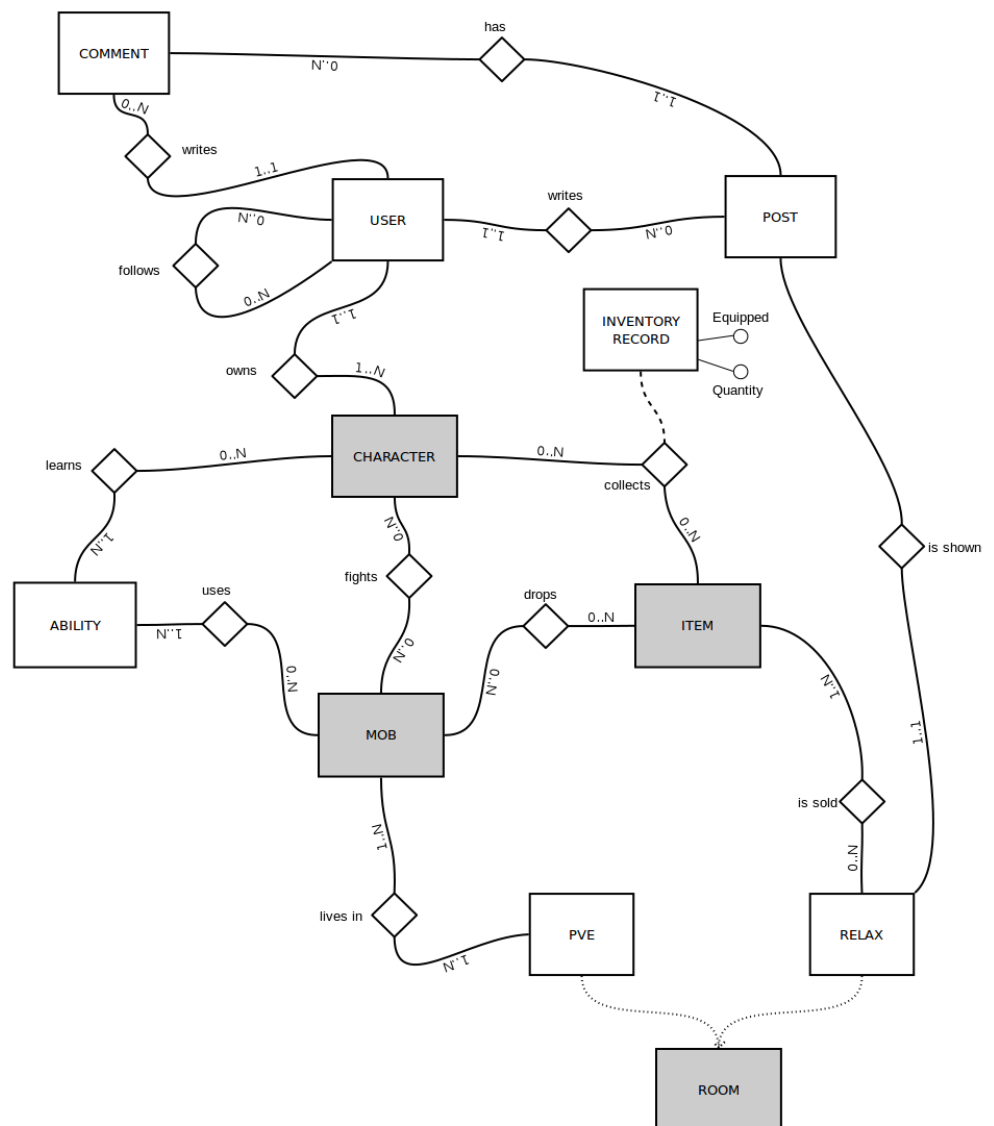 has
COMMENT
N..0
0..N
1..1
writes
1..1
writes
N..0
USER
1..1
N..0
POST
follows
N..0
1..1
INVENTORY
RECORD
Equipped
Quantity
owns
1..N
learns
0..N
CHARACTER
0..N
collects
1..N
N..0
N..0
is shown
fights
uses
drops
ABILITY
N..1
0..N
0..N
ITEM
N..0
0..N
N..1
MOB
1..1
is sold
N..1
N..0
lives in
1..N
PVE
RELAX
ROOM